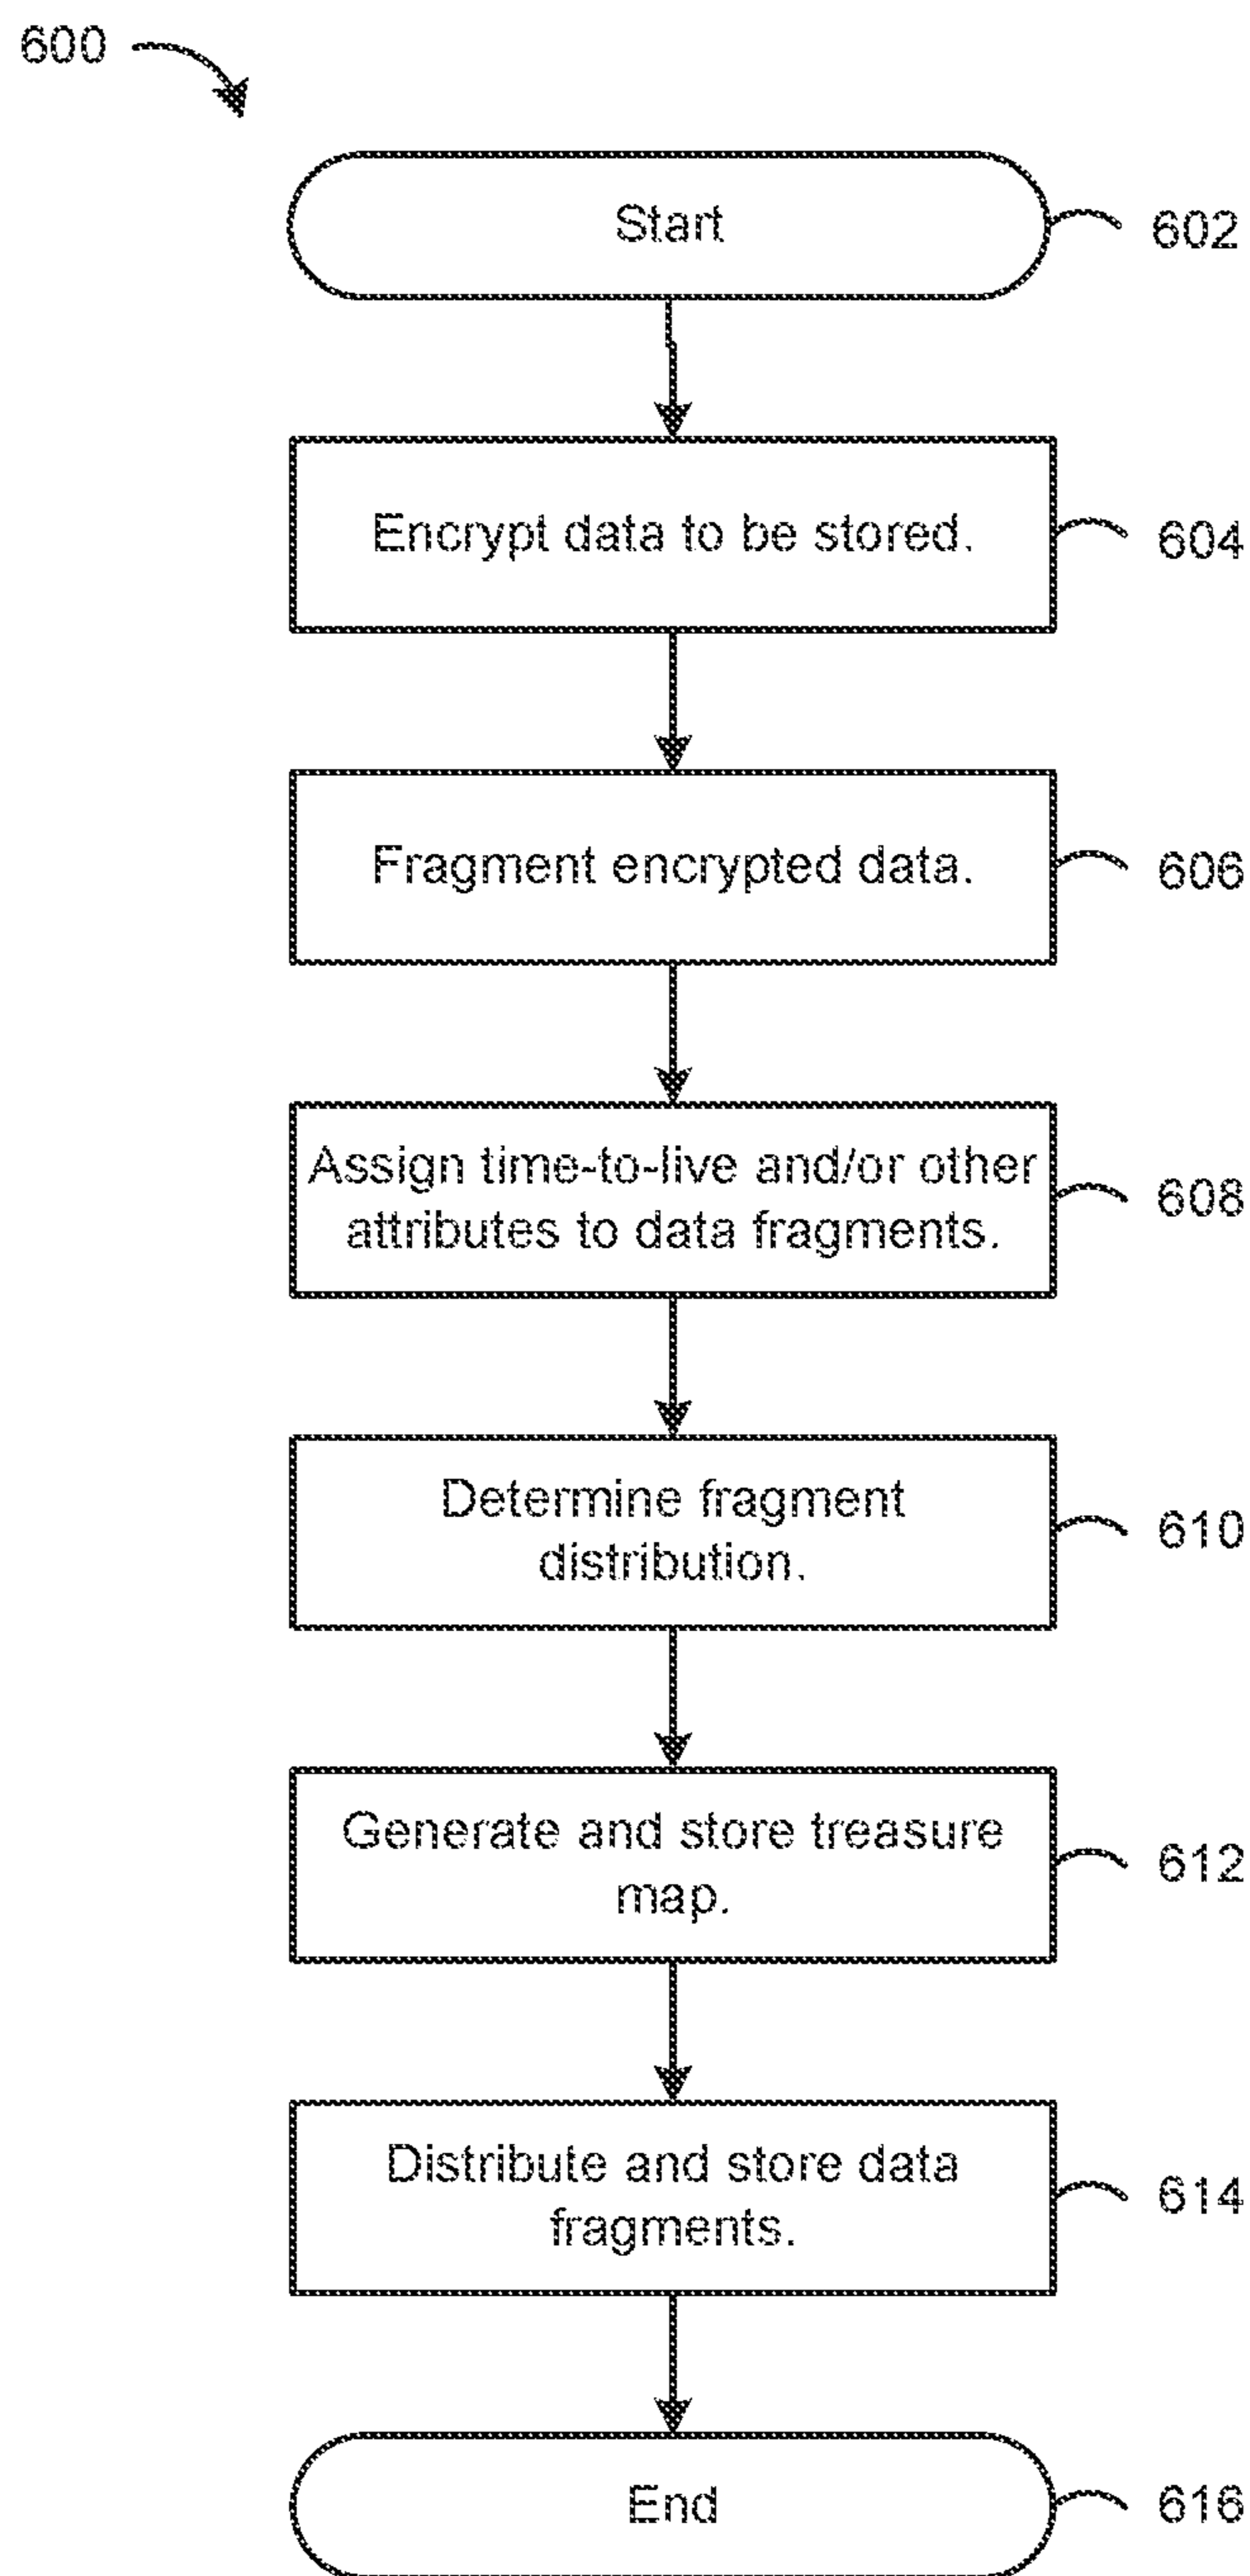 600
Start
602
Encrypt data to be stored.
604
Fragment encrypted data.
606
Assign time-to-live and/or other
attributes to data fragments.
608
Determine fragment
distribution.
610
Generate and store treasure
map.
612
Distribute and store data
fragments.
614
End
616